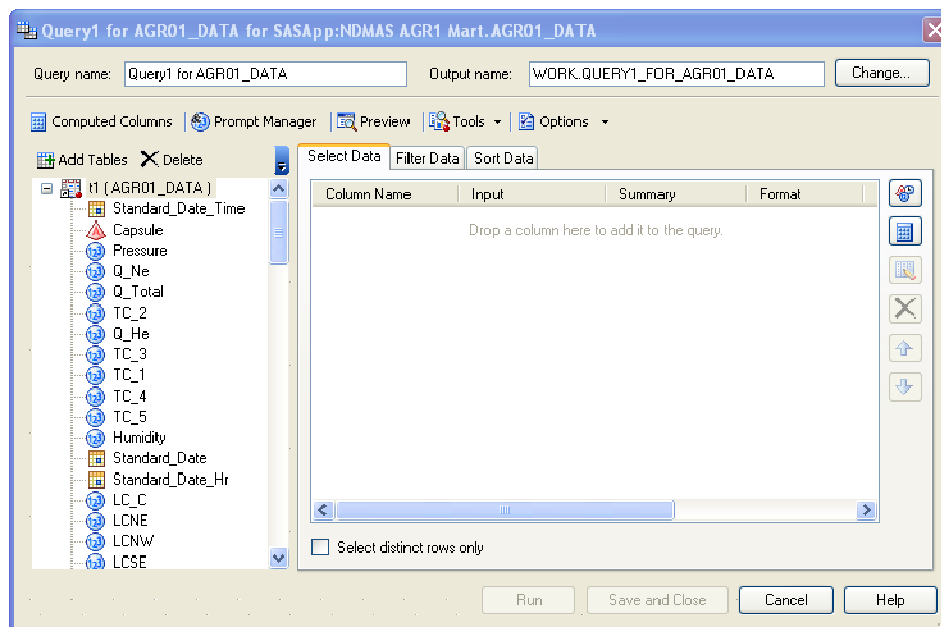 Query1 for AGR01_DATA for SASApp:NDMAS AGR1 Mart.AGR01_DATA
Query name: Query1 for AGR01_DATA Output name: WORK.QUERY1_FOR_AGR01_DATA Change...
Computed Columns Prompt Manager Preview Tools Options
Add Tables Delete Select Data Filter Data Sort Data
t1 (AGR01_DATA) Column Name Input Summary Format
Standard_Date_Time
Capsule Drop a column here to add it to the query.
Pressure
Q_Ne
Q_Total
TC_2
Q_He
TC_3
TC_1
TC_4
TC_5
Humidity
Standard_Date
Standard_Date_Hr
LC_C
LCNE
LCNW
LCSE
Select distinct rows only
Run Save and Close Cancel Help